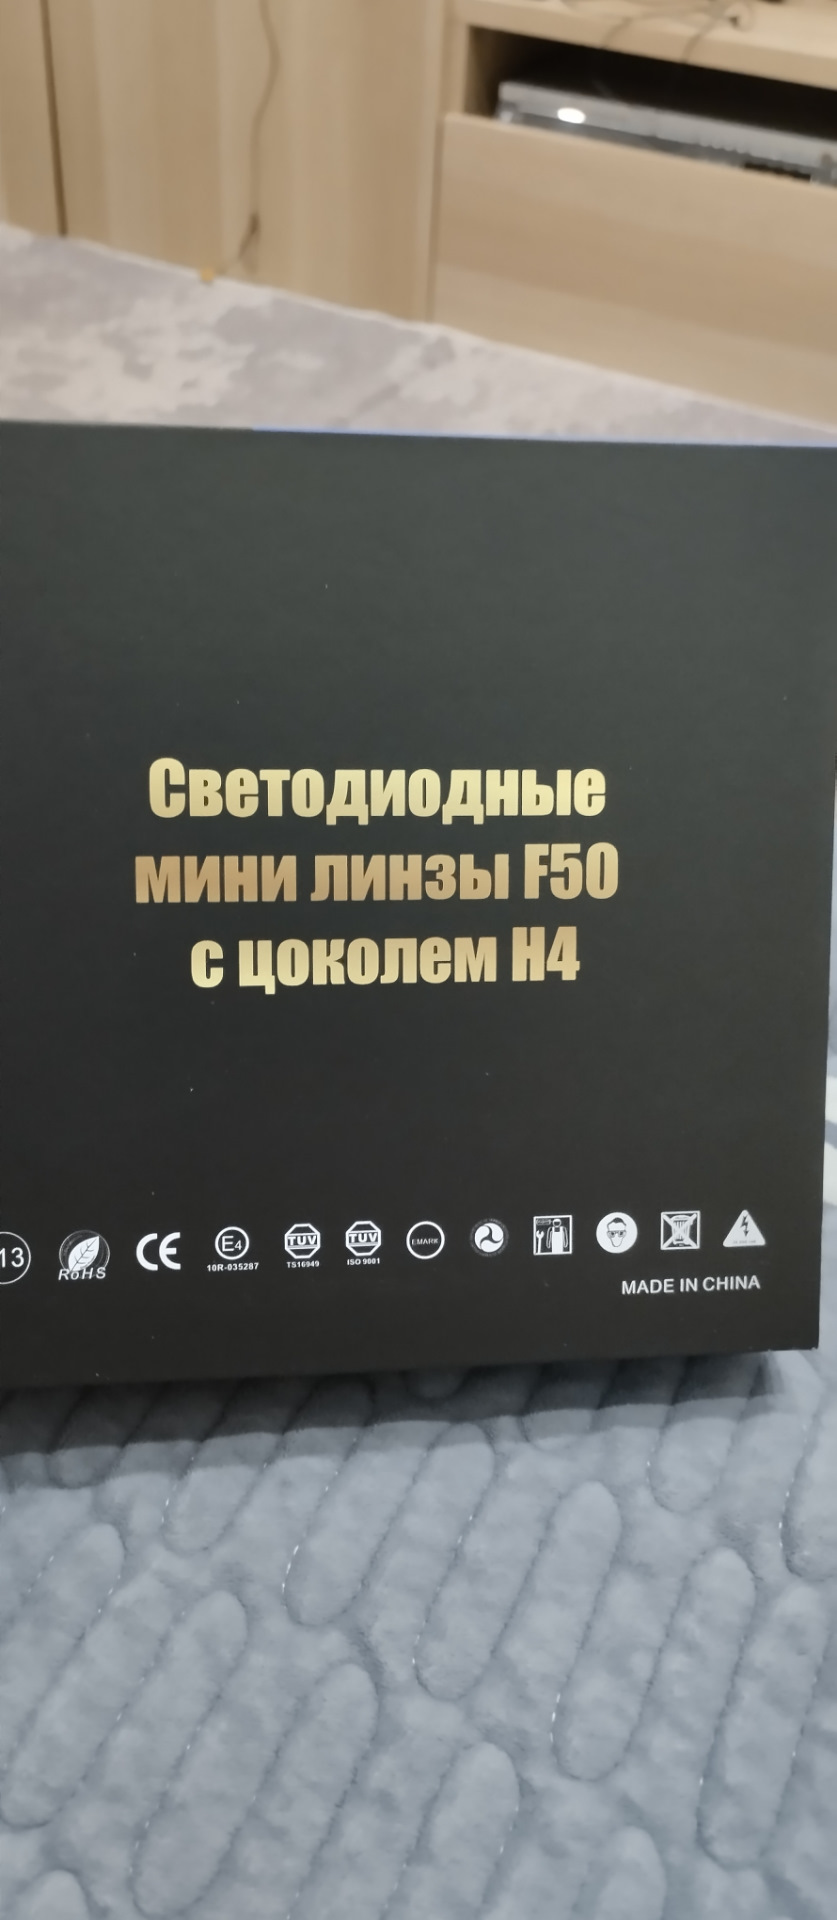 Светодиодные
мини линзы F50
с цоколем H4
13
RoHS
CE
E4
10R-035287
TUV
TS16949
TUV
ISO 9001
EMARK
MADE IN CHINA